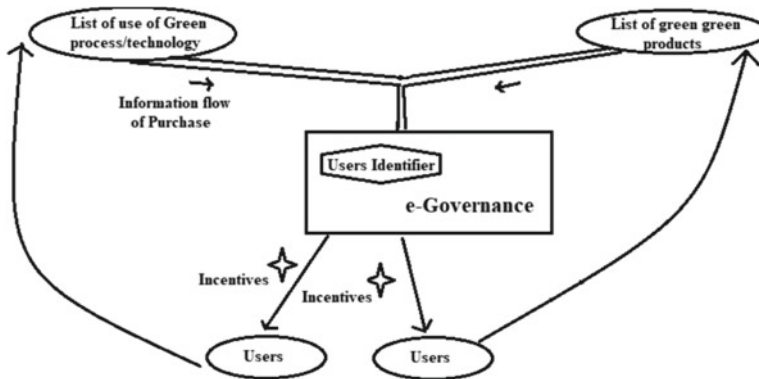 List of use of Green
process/technology
List of green green
products
Information flow
of Purchase
Users Identifier
e-Governance
Incentives
Incentives
Users
Users